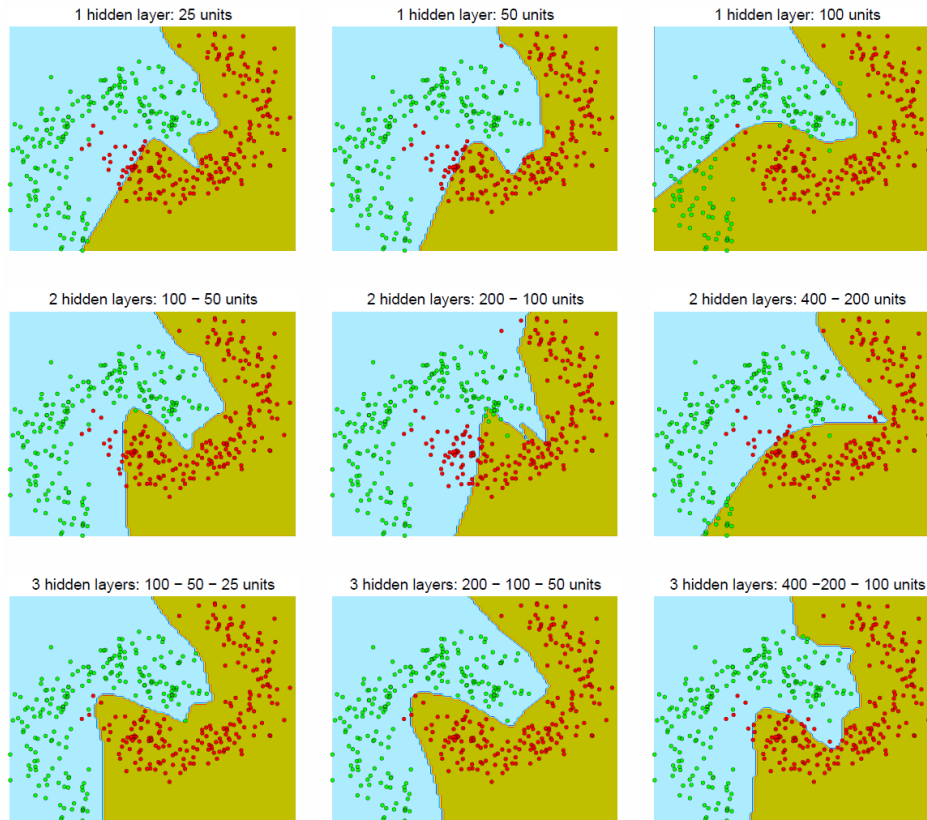 1 hidden layer: 25 units
1 hidden layer: 50 units
1 hidden layer: 100 units
2 hidden layers: 100 − 50 units
2 hidden layers: 200 − 100 units
2 hidden layers: 400 − 200 units
3 hidden layers: 100 − 50 − 25 units
3 hidden layers: 200 − 100 − 50 units
3 hidden layers: 400 −200 − 100 units